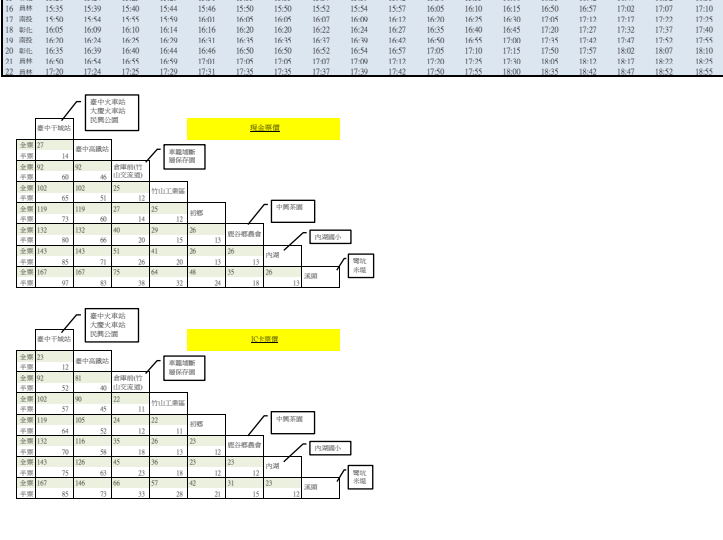 16 員林 15:35 15:39 15:40 15:44 15:46 15:50 15:50 15:52 15:54 15:57 16:05 16:10 16:15 16:50 16:57 17:02 17:07 17:10
17 南投 15:50 15:54 15:55 15:59 16:01 16:05 16:05 16:07 16:09 16:12 16:20 16:25 16:30 17:05 17:12 17:17 17:22 17:25
18 彰化 16:05 16:09 16:10 16:14 16:16 16:20 16:20 16:22 16:24 16:27 16:35 16:40 16:45 17:20 17:27 17:32 17:37 17:40
19 南投 16:20 16:24 16:25 16:29 16:31 16:35 16:35 16:37 16:39 16:42 16:50 16:55 17:00 17:35 17:42 17:47 17:52 17:55
20 彰化 16:35 16:39 16:40 16:44 16:46 16:50 16:50 16:52 16:54 16:57 17:05 17:10 17:15 17:50 17:57 18:02 18:07 18:10
21 員林 16:50 16:54 16:55 16:59 17:01 17:05 17:05 17:07 17:09 17:12 17:20 17:25 17:30 18:05 18:12 18:17 18:22 18:25
22 員林 17:20 17:24 17:25 17:29 17:31 17:35 17:35 17:37 17:39 17:42 17:50 17:55 18:00 18:35 18:42 18:47 18:52 18:55
臺中火車站
大慶火車站
民興公園
臺中干城站
現金票價
全票 27
半票 14
臺中高鐵站
車籠埔斷
層保存園
全票 92 92
半票 60 46
倉庫前(竹
山交流道)
全票 102 102 25
半票 65 51 12
竹山工業區
全票 119 119 27 25
半票 73 60 14 12
初鄉
中興茶園
全票 132 132 40 29 26
半票 80 66 20 15 13
鹿谷鄉農會
內湖國小
全票 143 143 51 41 26 26
半票 85 71 26 20 13 13
內湖
彎坑
米堤
全票 167 167 75 64 48 35 26
半票 97 83 38 32 24 18 13
溪頭
臺中火車站
大慶火車站
民興公園
臺中干城站
IC卡票價
全票 23
半票 12
臺中高鐵站
車籠埔斷
層保存園
全票 92 81
半票 52 40
倉庫前(竹
山交流道)
全票 102 90 22
半票 57 45 11
竹山工業區
全票 119 105 24 22
半票 64 52 12 11
初鄉
中興茶園
全票 132 116 35 26 23
半票 70 58 18 13 12
鹿谷鄉農會
內湖國小
全票 143 126 45 36 23 23
半票 75 63 23 18 12 12
內湖
彎坑
米堤
全票 167 146 66 57 42 31 23
半票 85 73 33 28 21 15 12
溪頭